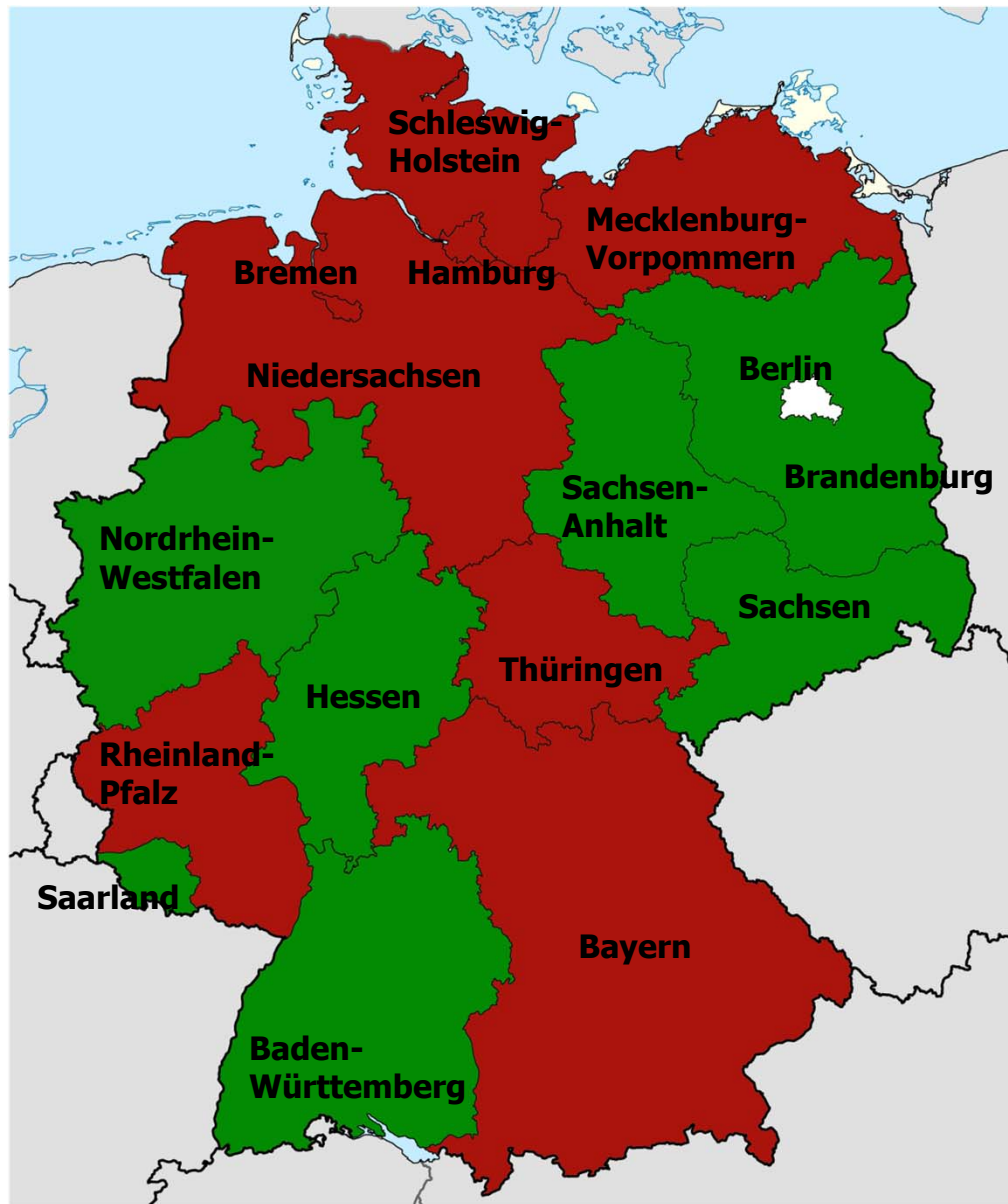 Schleswig-
Holstein
Mecklenburg-
Vorpommern
Bremen
Hamburg
Niedersachsen
Berlin
Brandenburg
Sachsen-
Anhalt
Nordrhein-
Westfalen
Sachsen
Thüringen
Hessen
Rheinland-
Pfalz
Saarland
Bayern
Baden-
Württemberg